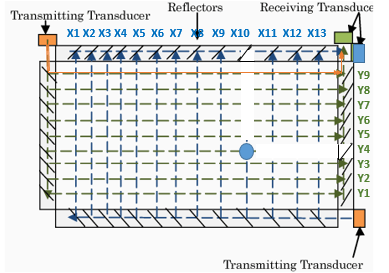 Reflectors
Receiving Transduce
Transmitting Transducer
X1 X2 X3 X4 X5 X6 X7 X8 X9 X10 X11 X12 X13
Y9
Y8
Y7
Y6
Y5
Y4
Y3
Y2
Y1
Transmitting Transducer